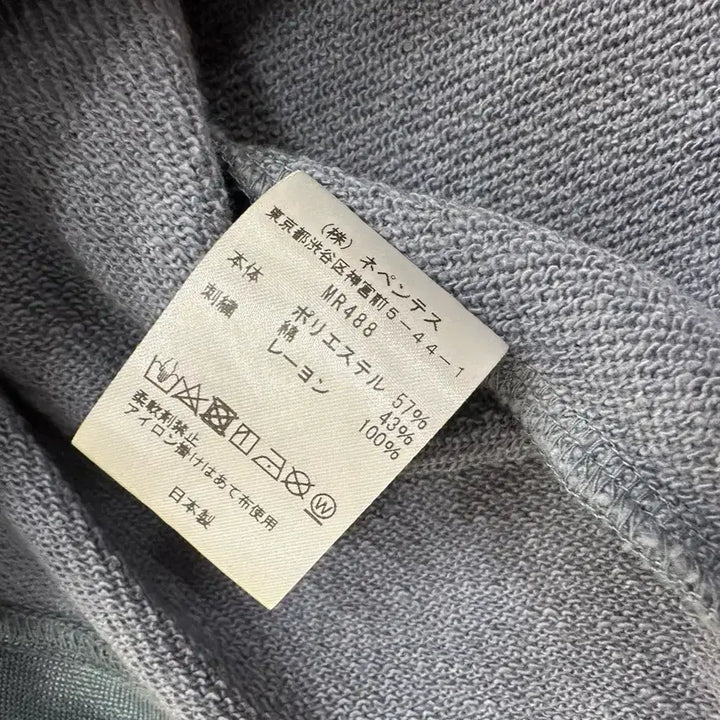 (株) ネペンテス
東京都渋谷区神宮前5-44-1
MR488
本体 ポリエステル 57%
綿 43%
刺繍 レーヨン 100%
柔軟剤禁止
アイロン掛けはあて布使用
日本製
W